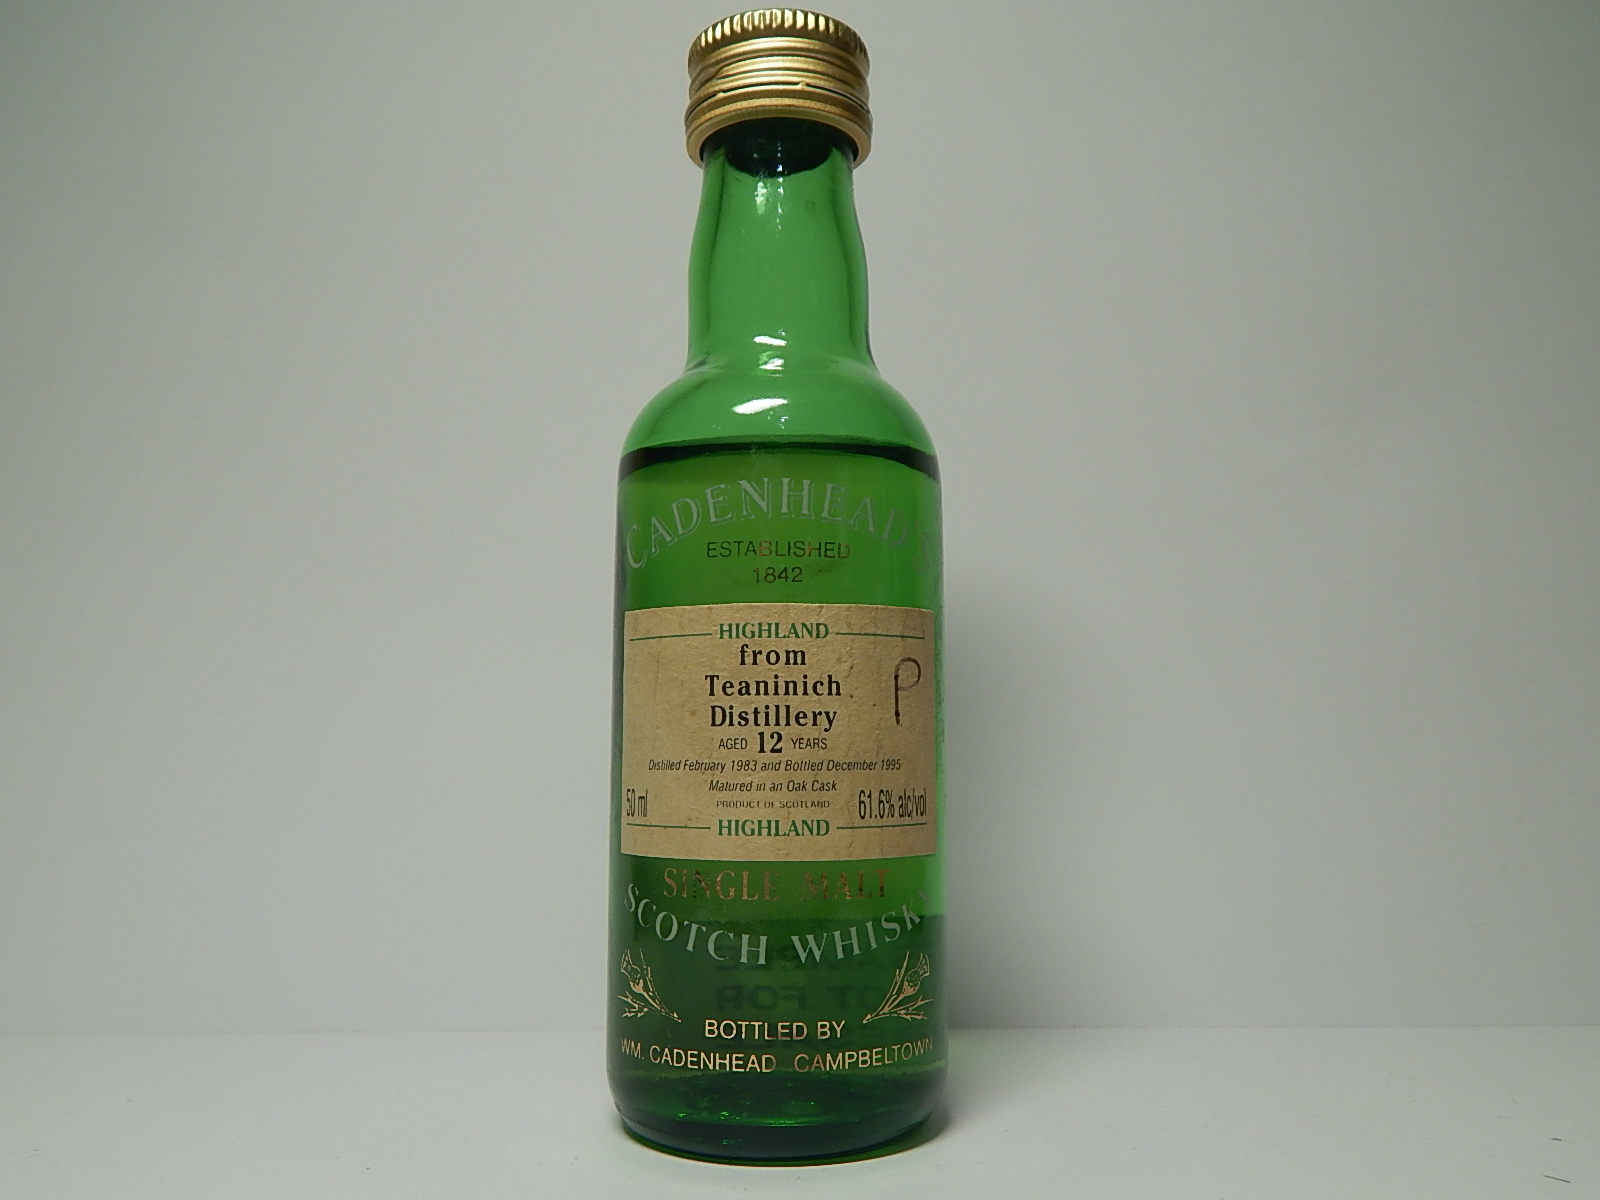 CADENHEAD'S
ESTABLISHED
1842
HIGHLAND
from
Teaninich
Distillery
P
AGED 12 YEARS
Distilled February 1983 and Bottled December 1995
Matured in an Oak Cask
50 ml PRODUCT OF SCOTLAND 61.6% alc/vol
HIGHLAND
SINGLE MALT
SCOTCH WHISKY
BOTTLED BY
WM. CADENHEAD CAMPBELTOWN